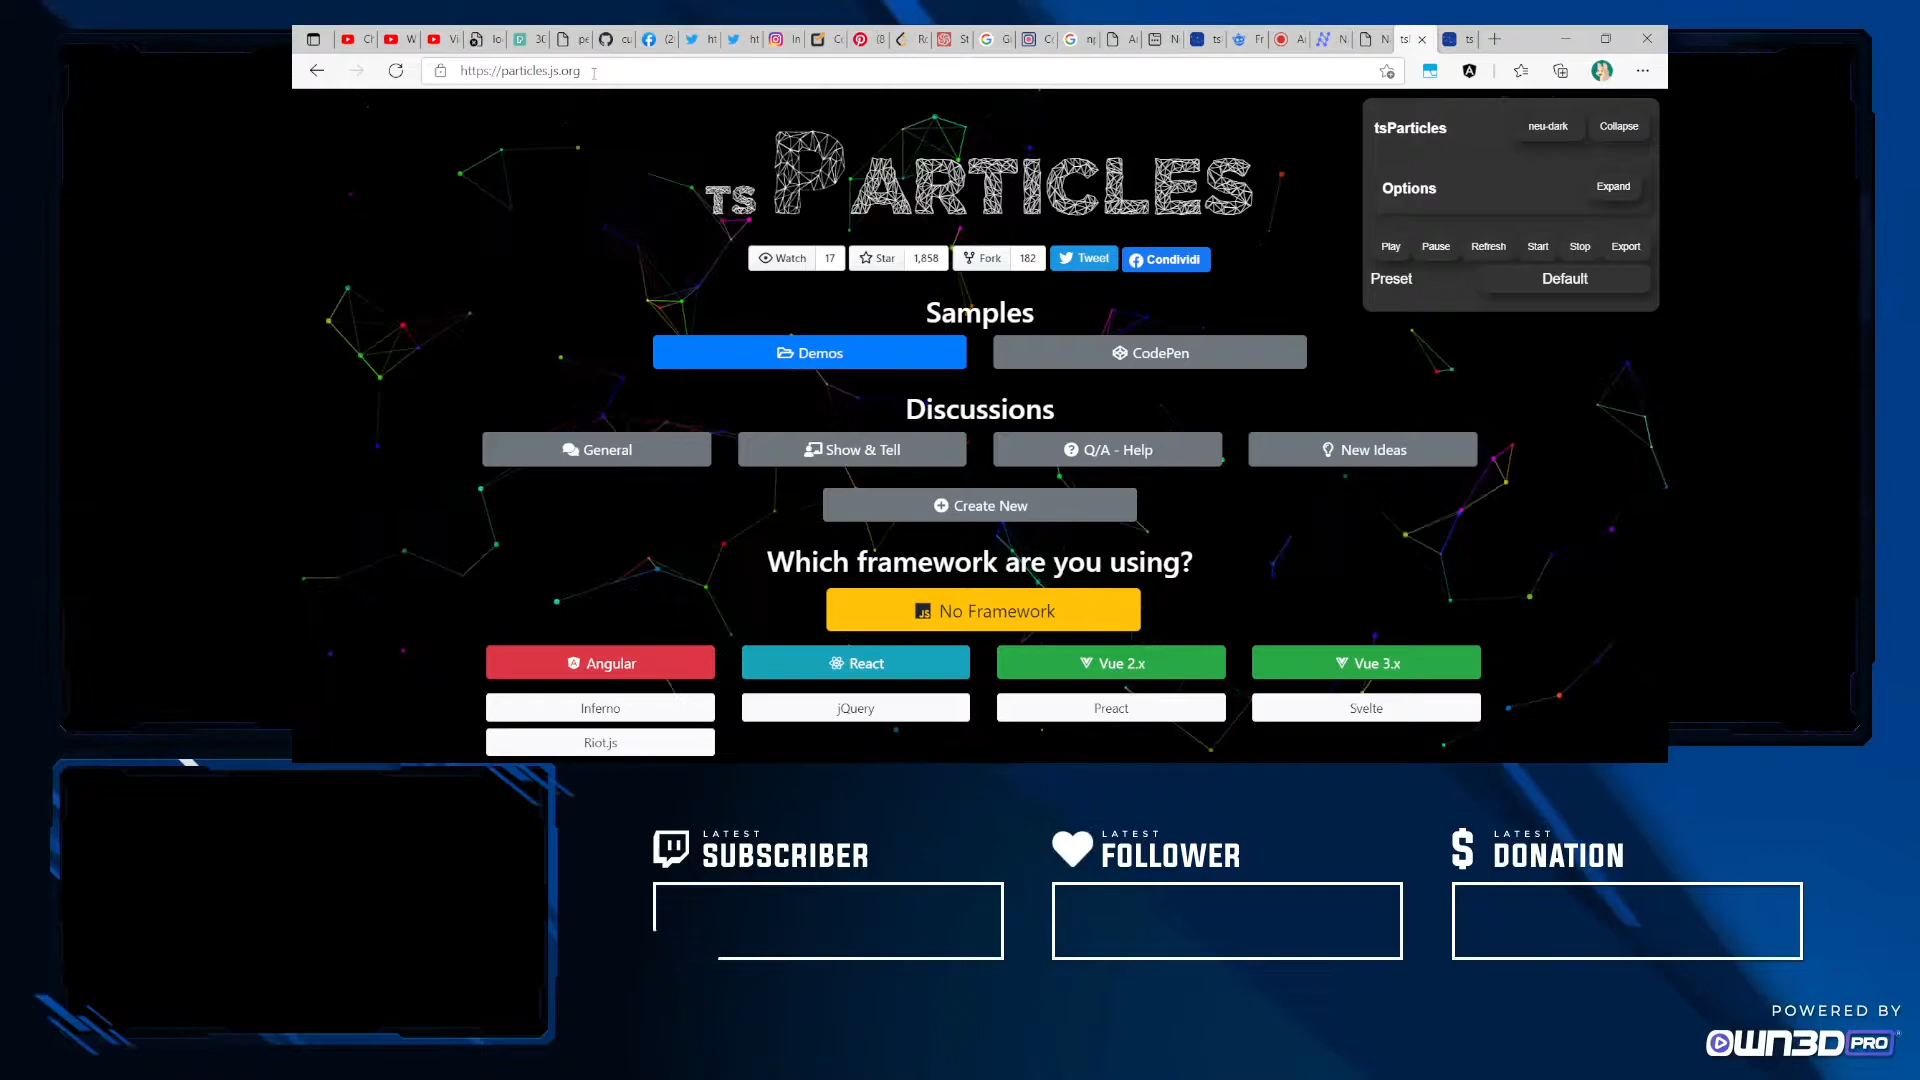 https://particles.js.org
tsParticles
neu-dark
Collapse
Options
Expand
Play
Pause
Refresh
Start
Stop
Export
Preset
Default
TS PARTICLES
Watch 17
Star 1,858
Fork 182
Tweet
Condividi
Samples
Demos
CodePen
Discussions
General
Show & Tell
Q/A - Help
New Ideas
Create New
Which framework are you using?
JS No Framework
Angular
React
Vue 2.x
Vue 3.x
Inferno
jQuery
Preact
Svelte
Riot.js
LATEST
SUBSCRIBER
LATEST
FOLLOWER
LATEST
DONATION
POWERED BY
OWN3D PRO